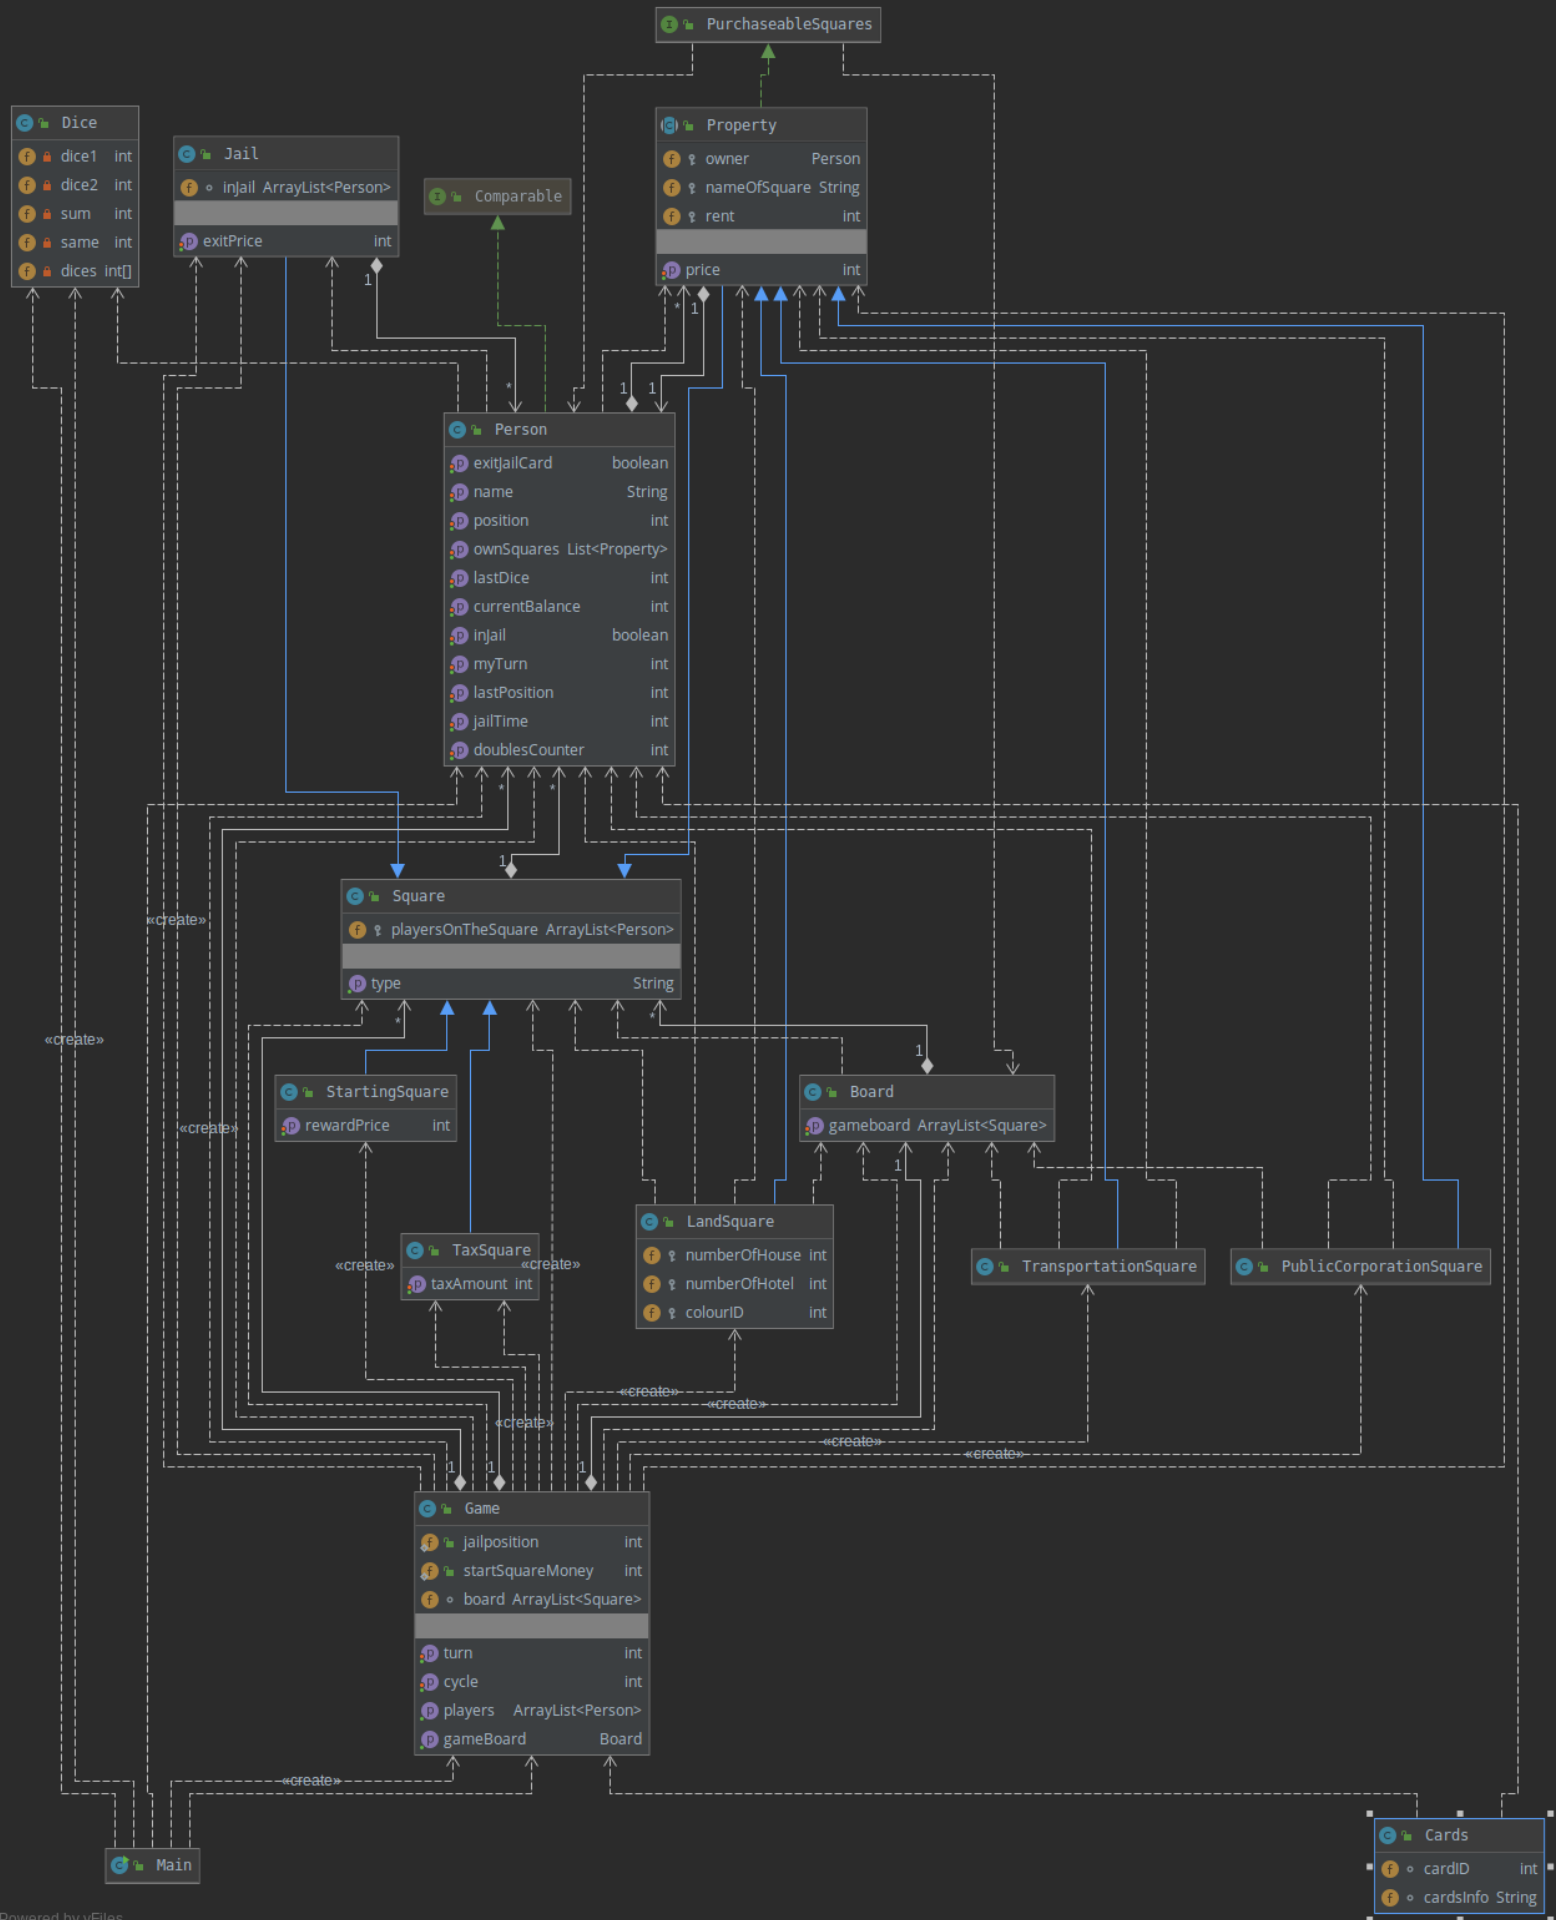 PurchaseableSquares
Dice
dice1 int
dice2 int
sum int
same int
dices int[]
Jail
inJail ArrayList<Person>
exitPrice int
Comparable
Property
owner Person
nameOfSquare String
rent int
price int
1
*
1
*
1
1
Person
exitJailCard boolean
name String
position int
ownSquares List<Property>
lastDice int
currentBalance int
inJail boolean
myTurn int
lastPosition int
jailTime int
doublesCounter int
*
*
1
Square
playersOnTheSquare ArrayList<Person>
type String
«create»
*
*
«create»
1
StartingSquare
rewardPrice int
Board
gameboard ArrayList<Square>
«create»
1
LandSquare
numberOfHouse int
numberOfHotel int
colourID int
TaxSquare
taxAmount int
«create»
«create»
TransportationSquare
PublicCorporationSquare
«create»
«create»
«create»
«create»
«create»
1
1
1
Game
jailposition int
startSquareMoney int
board ArrayList<Square>
turn int
cycle int
players ArrayList<Person>
gameBoard Board
«create»
Main
Cards
cardID int
cardsInfo String
Powered by yFiles